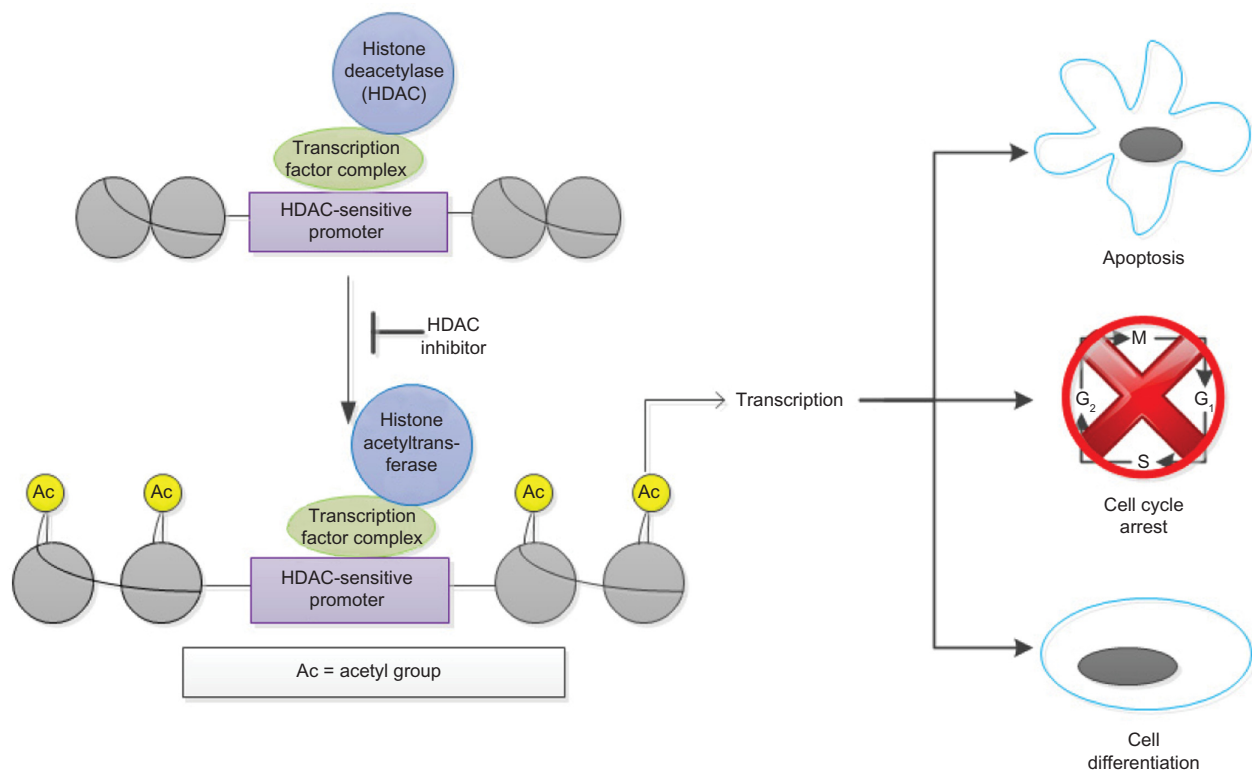 Histone
deacetylase
(HDAC)
Transcription
factor complex
HDAC-sensitive
promoter
HDAC
inhibitor
Histone
acetyltrans-
ferase
Ac
Ac
Ac
Ac
Transcription
factor complex
HDAC-sensitive
promoter
Ac = acetyl group
Transcription
Apoptosis
M
G2
G1
S
Cell cycle
arrest
Cell
differentiation